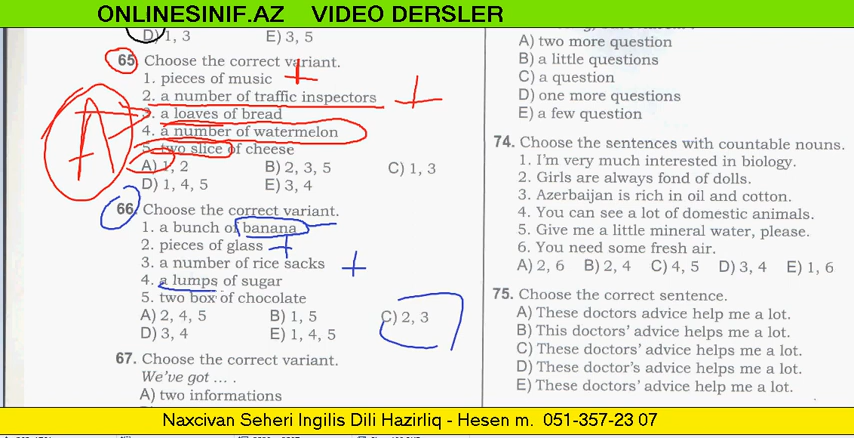 ONLINESINIF.AZ VIDEO DERSLER
D) 1, 3 E) 3, 5
65. Choose the correct variant.
1. pieces of music
2. a number of traffic inspectors
3. a loaves of bread
4. a number of watermelon
5. two slice of cheese
A) 1, 2 B) 2, 3, 5 C) 1, 3
D) 1, 4, 5 E) 3, 4
A
66. Choose the correct variant.
1. a bunch of banana
2. pieces of glass
3. a number of rice sacks
4. a lumps of sugar
5. two box of chocolate
A) 2, 4, 5 B) 1, 5 C) 2, 3
D) 3, 4 E) 1, 4, 5
67. Choose the correct variant.
We've got ... .
A) two informations
A) two more question
B) a little questions
C) a question
D) one more questions
E) a few question
74. Choose the sentences with countable nouns.
1. I'm very much interested in biology.
2. Girls are always fond of dolls.
3. Azerbaijan is rich in oil and cotton.
4. You can see a lot of domestic animals.
5. Give me a little mineral water, please.
6. You need some fresh air.
A) 2, 6 B) 2, 4 C) 4, 5 D) 3, 4 E) 1, 6
75. Choose the correct sentence.
A) These doctors advice help me a lot.
B) This doctors' advice helps me a lot.
C) These doctors' advice helps me a lot.
D) These doctor's advice helps me a lot.
E) These doctors' advice help me a lot.
Naxcivan Seheri Ingilis Dili Hazirliq - Hesen m. 051-357-23 07